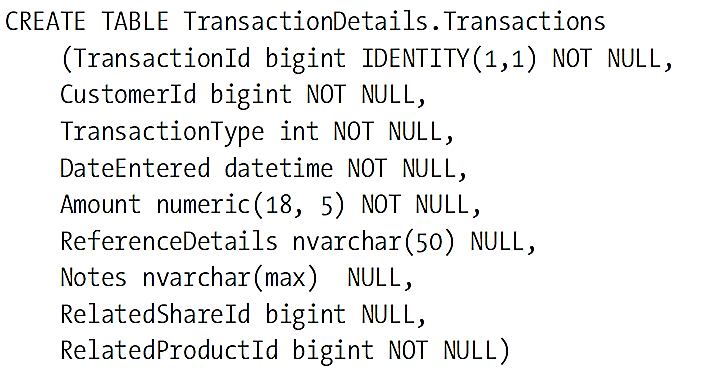 CREATE TABLE TransactionDetails.Transactions
(TransactionId bigint IDENTITY(1,1) NOT NULL,
CustomerId bigint NOT NULL,
TransactionType int NOT NULL,
DateEntered datetime NOT NULL,
Amount numeric(18, 5) NOT NULL,
ReferenceDetails nvarchar(50) NULL,
Notes nvarchar(max)  NULL,
RelatedShareId bigint NULL,
RelatedProductId bigint NOT NULL)